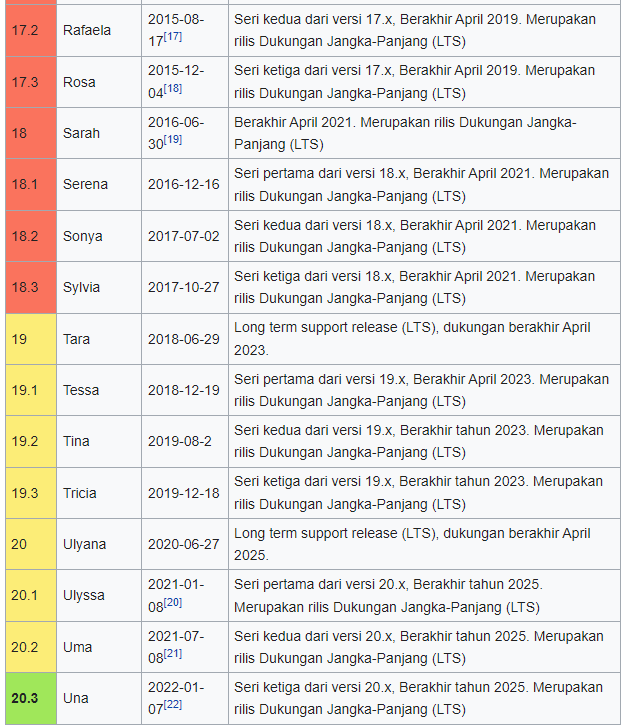 17.2 Rafaela 2015-08- Seri kedua dari versi 17.x, Berakhir April 2019. Merupakan
17[17] rilis Dukungan Jangka-Panjang (LTS)
17.3 Rosa 2015-12- Seri ketiga dari versi 17.x, Berakhir April 2019. Merupakan
04[18] rilis Dukungan Jangka-Panjang (LTS)
18 Sarah 2016-06- Berakhir April 2021. Merupakan rilis Dukungan Jangka-
30[19] Panjang (LTS)
18.1 Serena 2016-12-16 Seri pertama dari versi 18.x, Berakhir April 2021. Merupakan
rilis Dukungan Jangka-Panjang (LTS)
18.2 Sonya 2017-07-02 Seri kedua dari versi 18.x, Berakhir April 2021. Merupakan
rilis Dukungan Jangka-Panjang (LTS)
18.3 Sylvia 2017-10-27 Seri ketiga dari versi 18.x, Berakhir April 2021. Merupakan
rilis Dukungan Jangka-Panjang (LTS)
19 Tara 2018-06-29 Long term support release (LTS), dukungan berakhir April
2023.
19.1 Tessa 2018-12-19 Seri pertama dari versi 19.x, Berakhir April 2023. Merupakan
rilis Dukungan Jangka-Panjang (LTS)
19.2 Tina 2019-08-2 Seri kedua dari versi 19.x, Berakhir tahun 2023. Merupakan
rilis Dukungan Jangka-Panjang (LTS)
19.3 Tricia 2019-12-18 Seri ketiga dari versi 19.x, Berakhir tahun 2023. Merupakan
rilis Dukungan Jangka-Panjang (LTS)
20 Ulyana 2020-06-27 Long term support release (LTS), dukungan berakhir April
2025.
20.1 Ulyssa 2021-01- Seri pertama dari versi 20.x, Berakhir tahun 2025.
08[20] Merupakan rilis Dukungan Jangka-Panjang (LTS)
20.2 Uma 2021-07- Seri kedua dari versi 20.x, Berakhir tahun 2025. Merupakan
08[21] rilis Dukungan Jangka-Panjang (LTS)
20.3 Una 2022-01- Seri ketiga dari versi 20.x, Berakhir tahun 2025. Merupakan
07[22] rilis Dukungan Jangka-Panjang (LTS)